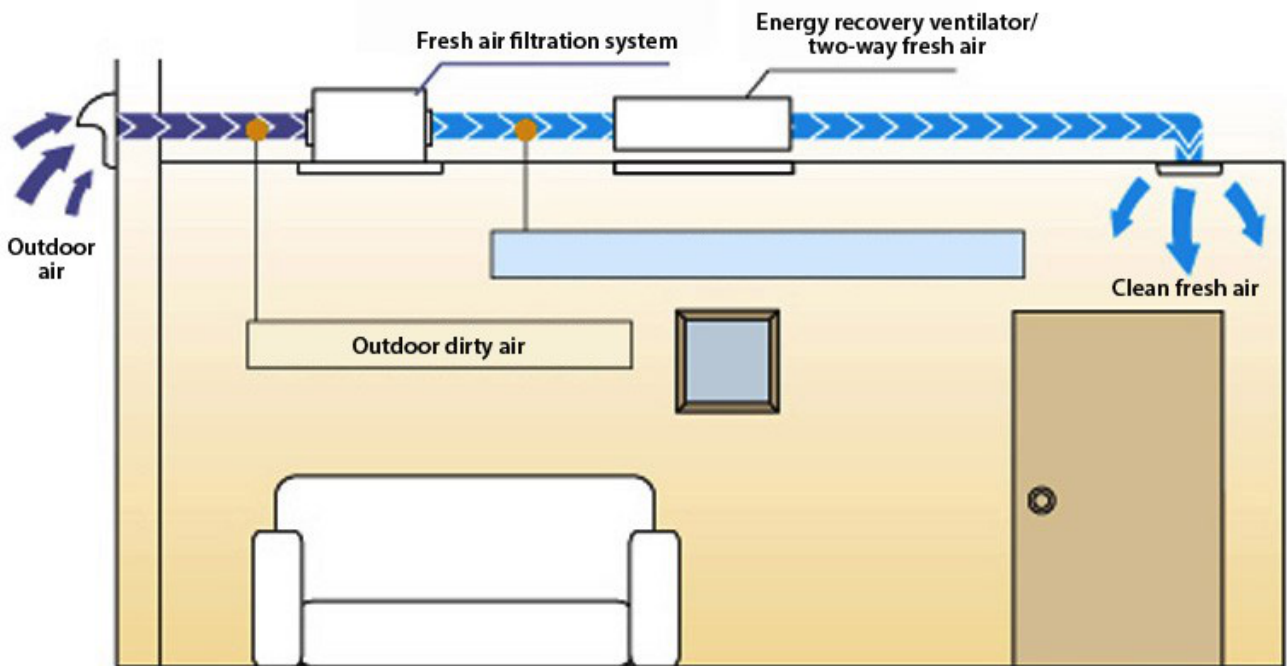 Fresh air filtration system
Energy recovery ventilator/
two-way fresh air
Outdoor
air
Clean fresh air
Outdoor dirty air